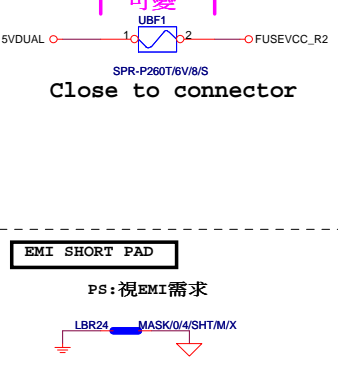 可變
UBF1
5VDUAL
1
2
FUSEVCC_R2
SPR-P260T/6V/8/S
Close to connector
EMI SHORT PAD
PS:視EMI需求
LBR24
MASK/0/4/SHT/M/X